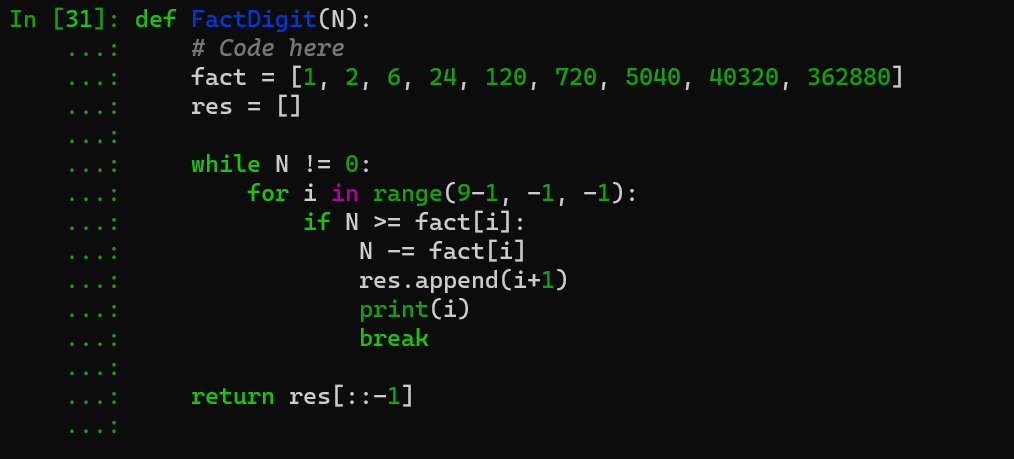 In [31]: def FactDigit(N):
    ...:     # Code here
    ...:     fact = [1, 2, 6, 24, 120, 720, 5040, 40320, 362880]
    ...:     res = []
    ...:
    ...:     while N != 0:
    ...:         for i in range(9-1, -1, -1):
    ...:             if N >= fact[i]:
    ...:                 N -= fact[i]
    ...:                 res.append(i+1)
    ...:                 print(i)
    ...:                 break
    ...:
    ...:     return res[::-1]
    ...: